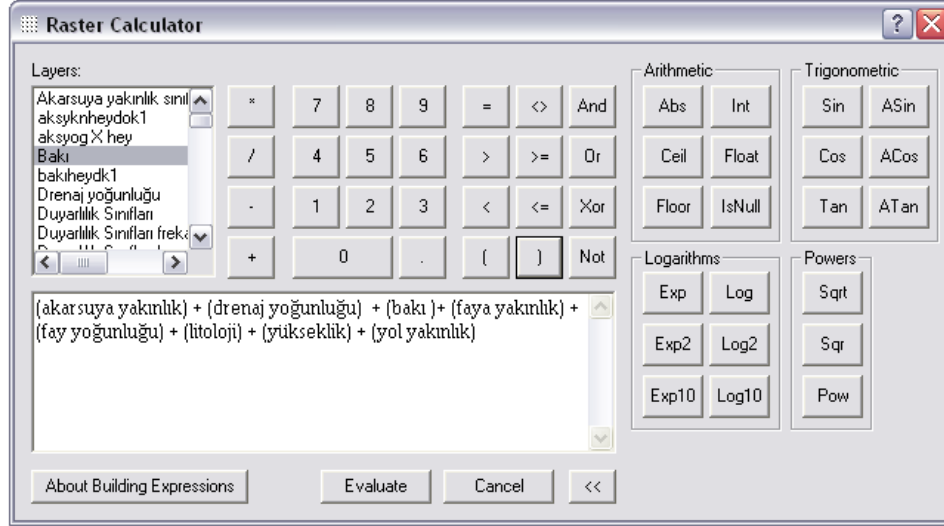 Raster Calculator
Layers:
Akarsuya yakınlık sınıl
aksyknheydok1
aksyog X hey
Bakı
bakıheydk1
Drenaj yoğunluğu
Duyarlılık Sınıfları
Duyarlılık Sınıfları freka
* 7 8 9 = <> And
/ 4 5 6 > >= Or
- 1 2 3 < <= Xor
+ 0 . ( ) Not
Arithmetic
Abs Int
Ceil Float
Floor IsNull
Trigonometric
Sin ASin
Cos ACos
Tan ATan
Logarithms
Exp Log
Exp2 Log2
Exp10 Log10
Powers
Sqrt
Sqr
Pow
(akarsuya yakınlık) + (drenaj yoğunluğu) + (bakı )+ (faya yakınlık) +
(fay yoğunluğu) + (litoloji) + (yükseklik) + (yol yakınlık)
About Building Expressions
Evaluate
Cancel
<<